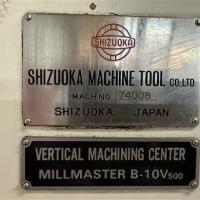 SHIZUOKA
SHIZUOKA MACHINE TOOL CO.LTD.
MACH NO. 74008
SHIZUOKA JAPAN
VERTICAL MACHINING CENTER
MILLMASTER B-10V500